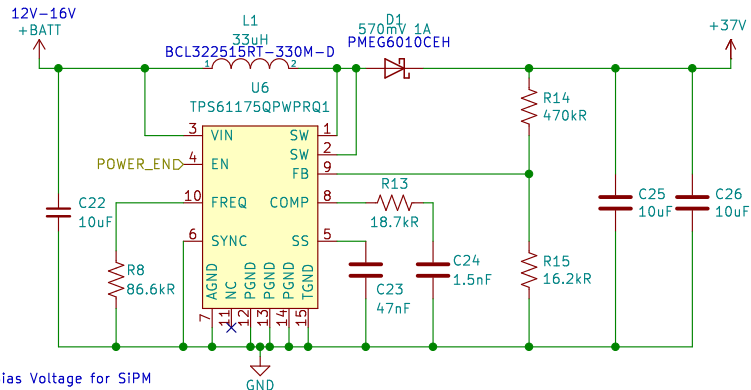 12V-16V
+BATT
L1
33uH
BCL322515RT-330M-D
1
2
D1
570mV 1A
PMEG6010CEH
+37V
U6
TPS61175QPWPRQ1
3
VIN
SW
1
SW
2
POWER_EN
4
EN
FB
9
10
FREQ
COMP
8
6
SYNC
SS
5
AGND
NC
PGND
PGND
PGND
TGND
7
11
12
13
14
15
R14
470kR
R13
18.7kR
C22
10uF
C25
10uF
C26
10uF
R8
86.6kR
C23
47nF
C24
1.5nF
R15
16.2kR
GND
ias Voltage for SiPM